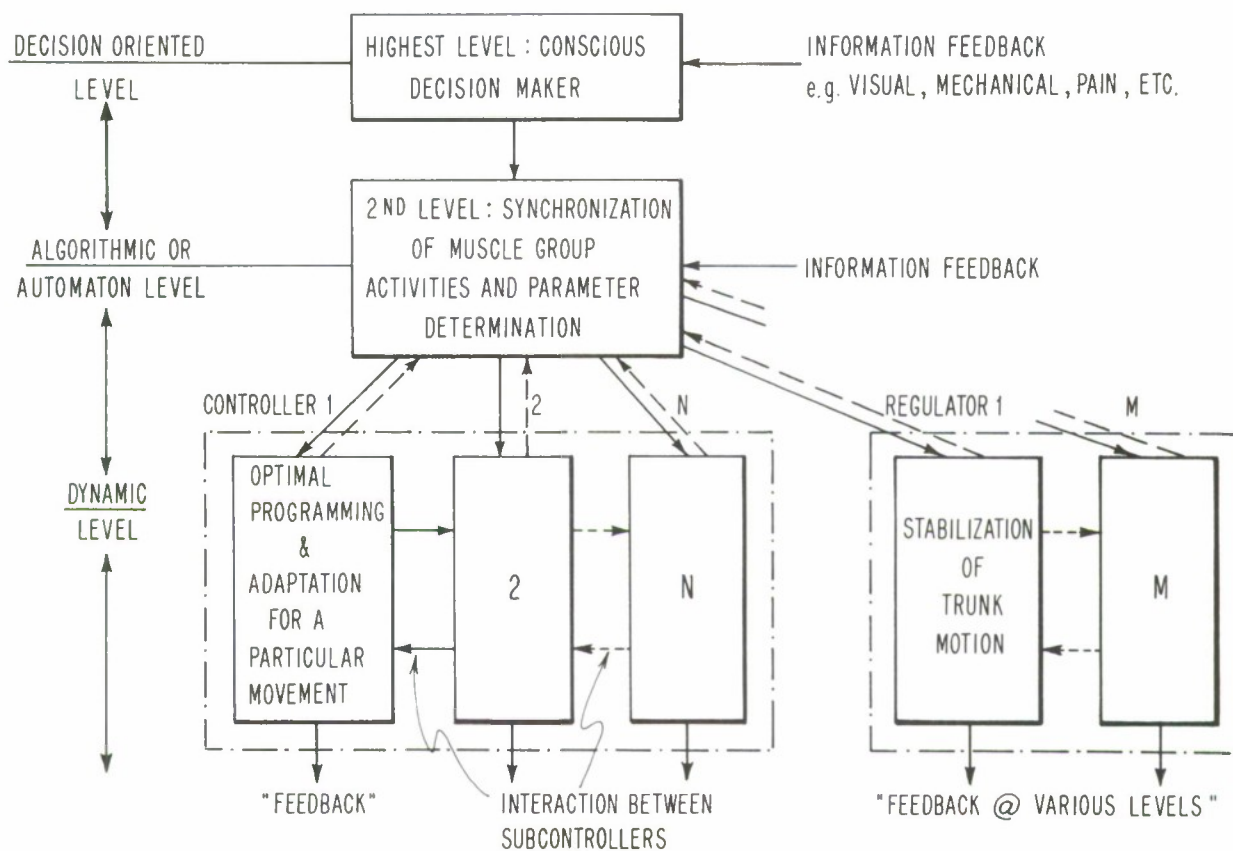 DECISION ORIENTED
LEVEL
HIGHEST LEVEL : CONSCIOUS
DECISION MAKER
INFORMATION FEEDBACK
e.g. VISUAL, MECHANICAL, PAIN, ETC.
ALGORITHMIC OR
AUTOMATON LEVEL
2ND LEVEL : SYNCHRONIZATION
OF MUSCLE GROUP
ACTIVITIES AND PARAMETER
DETERMINATION
INFORMATION FEEDBACK
CONTROLLER 1
2
N
REGULATOR 1
M
DYNAMIC
LEVEL
OPTIMAL
PROGRAMMING
&
ADAPTATION
FOR A
PARTICULAR
MOVEMENT
2
N
STABILIZATION
OF
TRUNK
MOTION
M
"FEEDBACK"
INTERACTION BETWEEN
SUBCONTROLLERS
"FEEDBACK @ VARIOUS LEVELS"